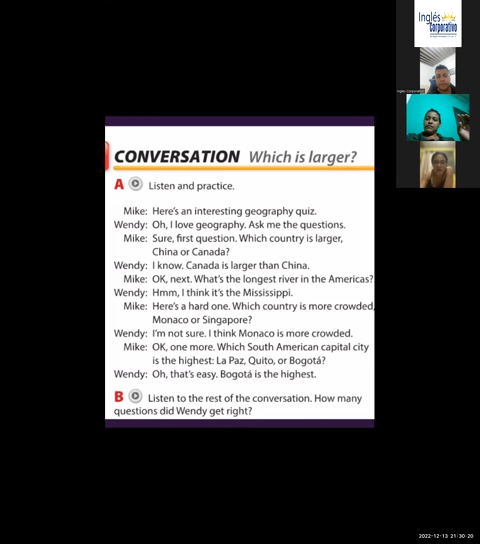 Inglés
Corporativo
Inglés Corporativo
CONVERSATION Which is larger?
A Listen and practice.
Mike: Here's an interesting geography quiz.
Wendy: Oh, I love geography. Ask me the questions.
Mike: Sure, first question. Which country is larger,
China or Canada?
Wendy: I know. Canada is larger than China.
Mike: OK, next. What's the longest river in the Americas?
Wendy: Hmm, I think it's the Mississippi.
Mike: Here's a hard one. Which country is more crowded,
Monaco or Singapore?
Wendy: I'm not sure. I think Monaco is more crowded.
Mike: OK, one more. Which South American capital city
is the highest: La Paz, Quito, or Bogotá?
Wendy: Oh, that's easy. Bogotá is the highest.
B Listen to the rest of the conversation. How many
questions did Wendy get right?
2022-12-13 21:30:20